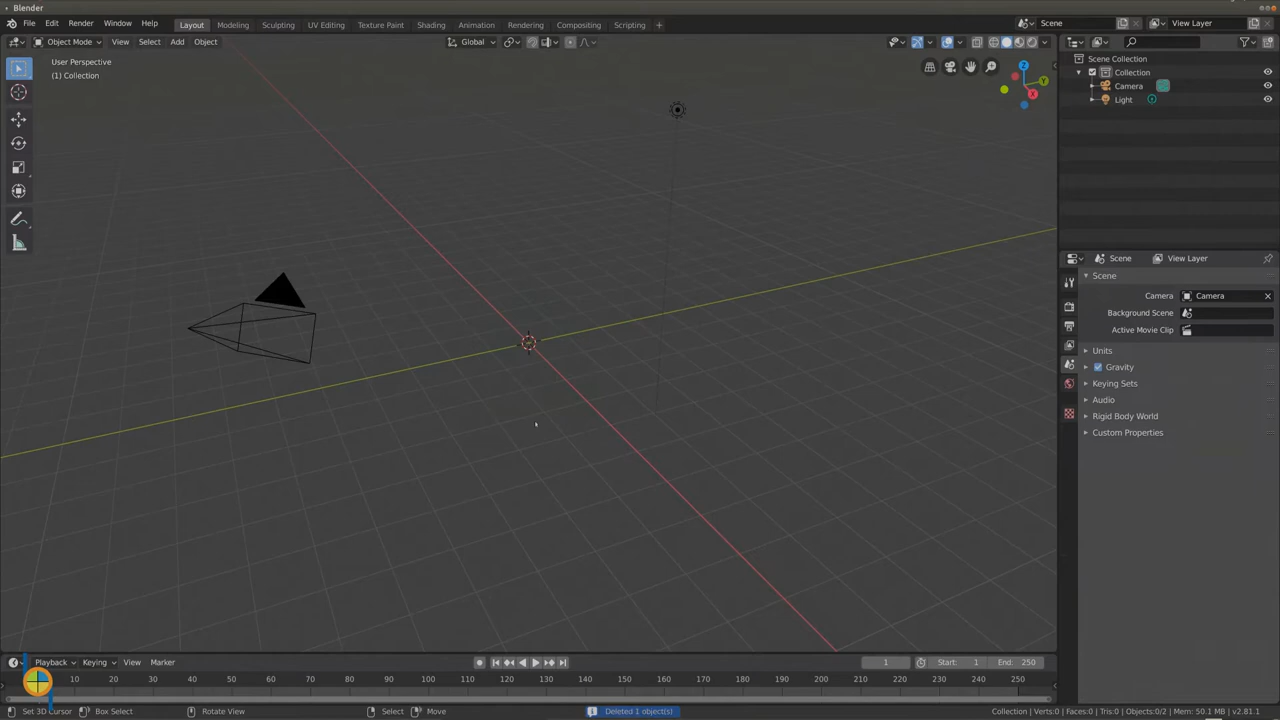 Blender
File Edit Render Window Help Layout Modeling Sculpting UV Editing Texture Paint Shading Animation Rendering Compositing Scripting + Scene View Layer
Object Mode View Select Add Object Global
User Perspective
(1) Collection
Z
Y
X
Scene Collection
Collection
Camera
Light
Scene View Layer
Scene
Camera Camera
Background Scene
Active Movie Clip
Units
Gravity
Keying Sets
Audio
Rigid Body World
Custom Properties
Playback Keying View Marker 1 Start: 1 End: 250
10 20 30 40 50 60 70 80 90 100 110 120 130 140 150 160 170 180 190 200 210 220 230 240 250
Set 3D Cursor Box Select Rotate View Select Move Deleted 1 object(s) Collection | Verts:0 | Faces:0 | Tris:0 | Objects:0/2 | Mem: 50.1 MB | v2.81.1